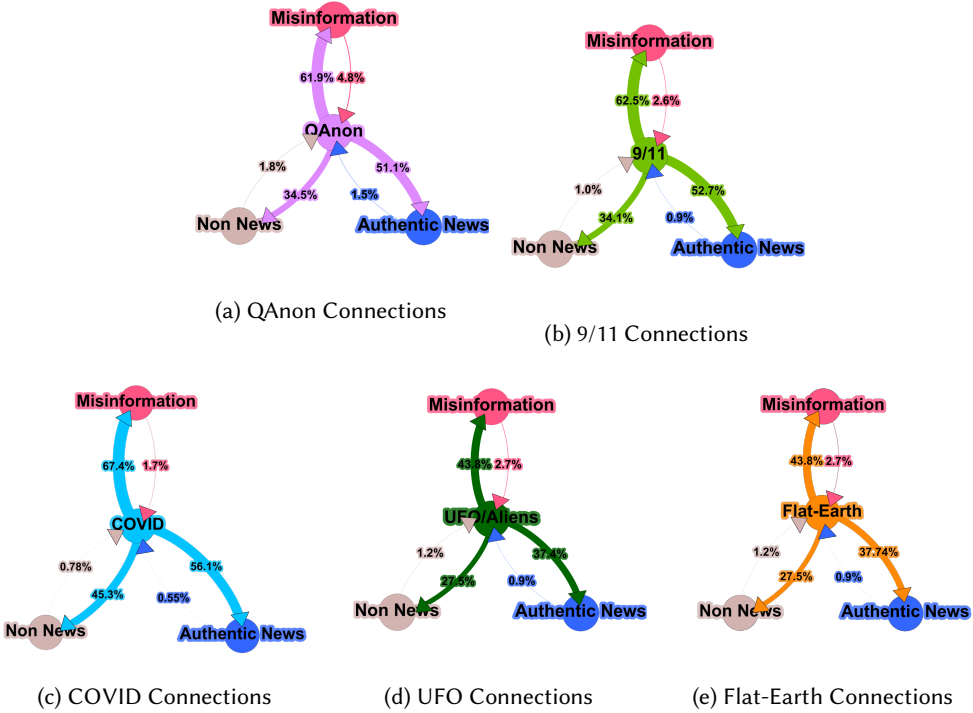 Misinformation
61.9% 4.8%
QAnon
1.8% 51.1%
34.5% 1.5%
Non News Authentic News
(a) QAnon Connections
Misinformation
62.5% 2.6%
9/11
1.0% 52.7%
34.1% 0.9%
Non News Authentic News
(b) 9/11 Connections
Misinformation
67.4% 1.7%
COVID
0.78% 56.1%
45.3% 0.55%
Non News Authentic News
(c) COVID Connections
Misinformation
43.8% 2.7%
UFO/Aliens
1.2% 37.4%
27.5% 0.9%
Non News Authentic News
(d) UFO Connections
Misinformation
43.8% 2.7%
Flat-Earth
1.2% 37.74%
27.5% 0.9%
Non News Authentic News
(e) Flat-Earth Connections